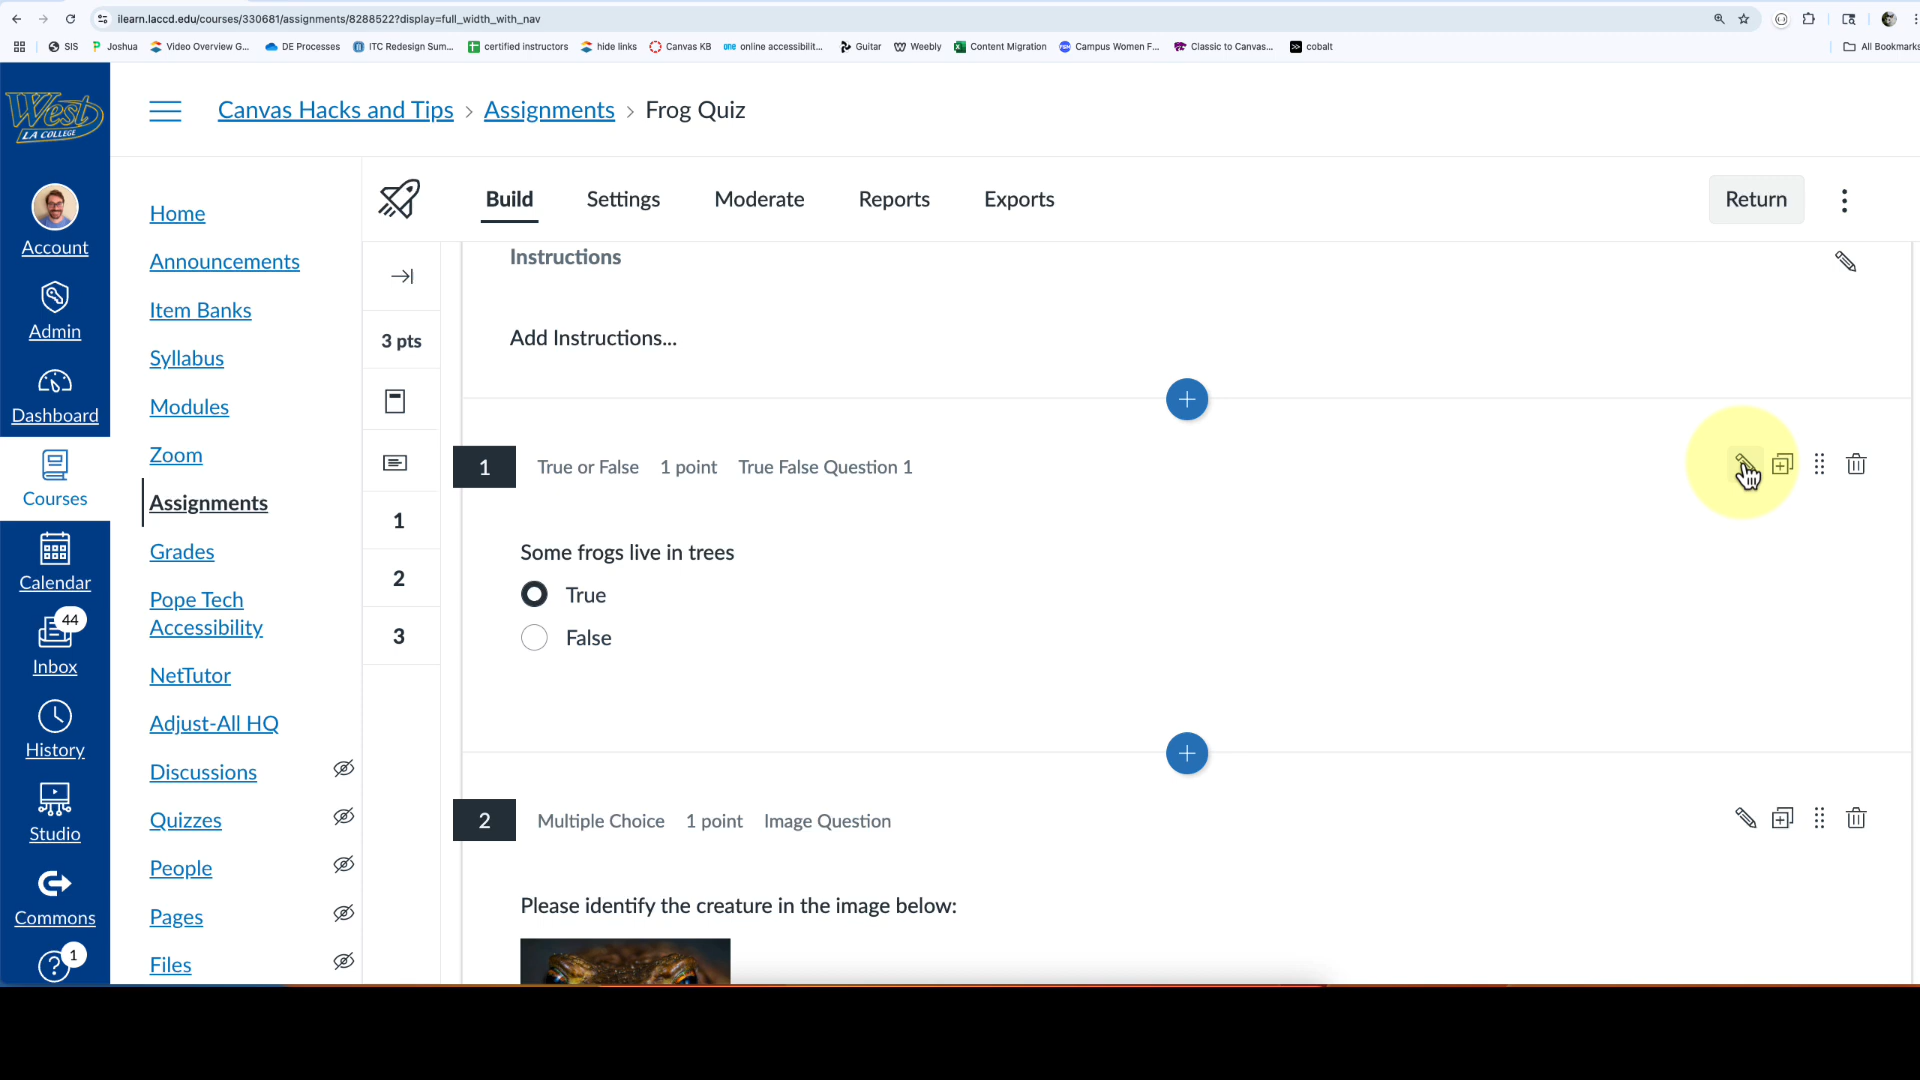 ilearn.laccd.edu/courses/330681/assignments/8288522?display=full_width_with_nav
SIS
Joshua
Video Overview G...
DE Processes
ITC Redesign Sum...
certified instructors
hide links
Canvas KB
one online accessibilit...
Guitar
Weebly
Content Migration
Campus Women F...
Classic to Canvas...
cobalt
All Bookmarks
West
LA COLLEGE
Canvas Hacks and Tips > Assignments > Frog Quiz
Account
Admin
Dashboard
Courses
Calendar
44
Inbox
History
Studio
Commons
1
Home
Announcements
Item Banks
Syllabus
Modules
Zoom
Assignments
Grades
Pope Tech
Accessibility
NetTutor
Adjust-All HQ
Discussions
Quizzes
People
Pages
Files
Build Settings Moderate Reports Exports
Return
3 pts
1
2
3
Instructions
Add Instructions...
1 True or False 1 point True False Question 1
Some frogs live in trees
True
False
2 Multiple Choice 1 point Image Question
Please identify the creature in the image below: